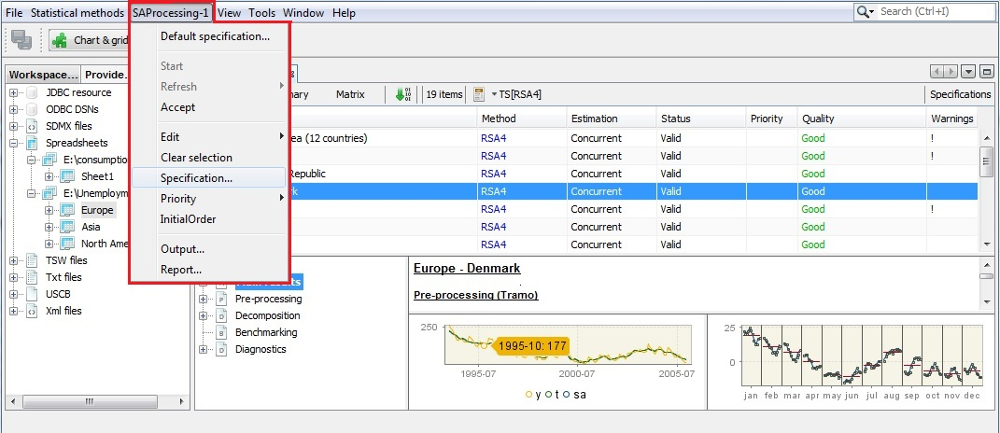 File Statistical methods SAProcessing-1 View Tools Window Help Search (Ctrl+I)
Chart & grid
Default specification...
Start
Refresh
Accept
Edit
Clear selection
Specification...
Priority
InitialOrder
Output...
Report...
Workspace... Provide...
JDBC resource
ODBC DSNs
SDMX files
Spreadsheets
E:\consumption
Sheet1
E:\Unemploym
Europe
Asia
North Ame
TSW files
Txt files
USCB
Xml files
Matrix 19 items TS[RSA4] Specifications
Method Estimation Status Priority Quality Warnings
(12 countries) RSA4 Concurrent Valid Good !
RSA4 Concurrent Valid Good !
Republic RSA4 Concurrent Valid Good
RSA4 Concurrent Valid Good
RSA4 Concurrent Valid Good !
RSA4 Concurrent Valid Good
RSA4 Concurrent Valid Good
Pre-processing
Decomposition
Benchmarking
Diagnostics
Europe - Denmark
Pre-processing (Tramo)
250
1995-10: 177
0
1995-07 2000-07 2005-07
y t sa
25
0
jan feb mar apr may jun jul aug sep oct nov dec